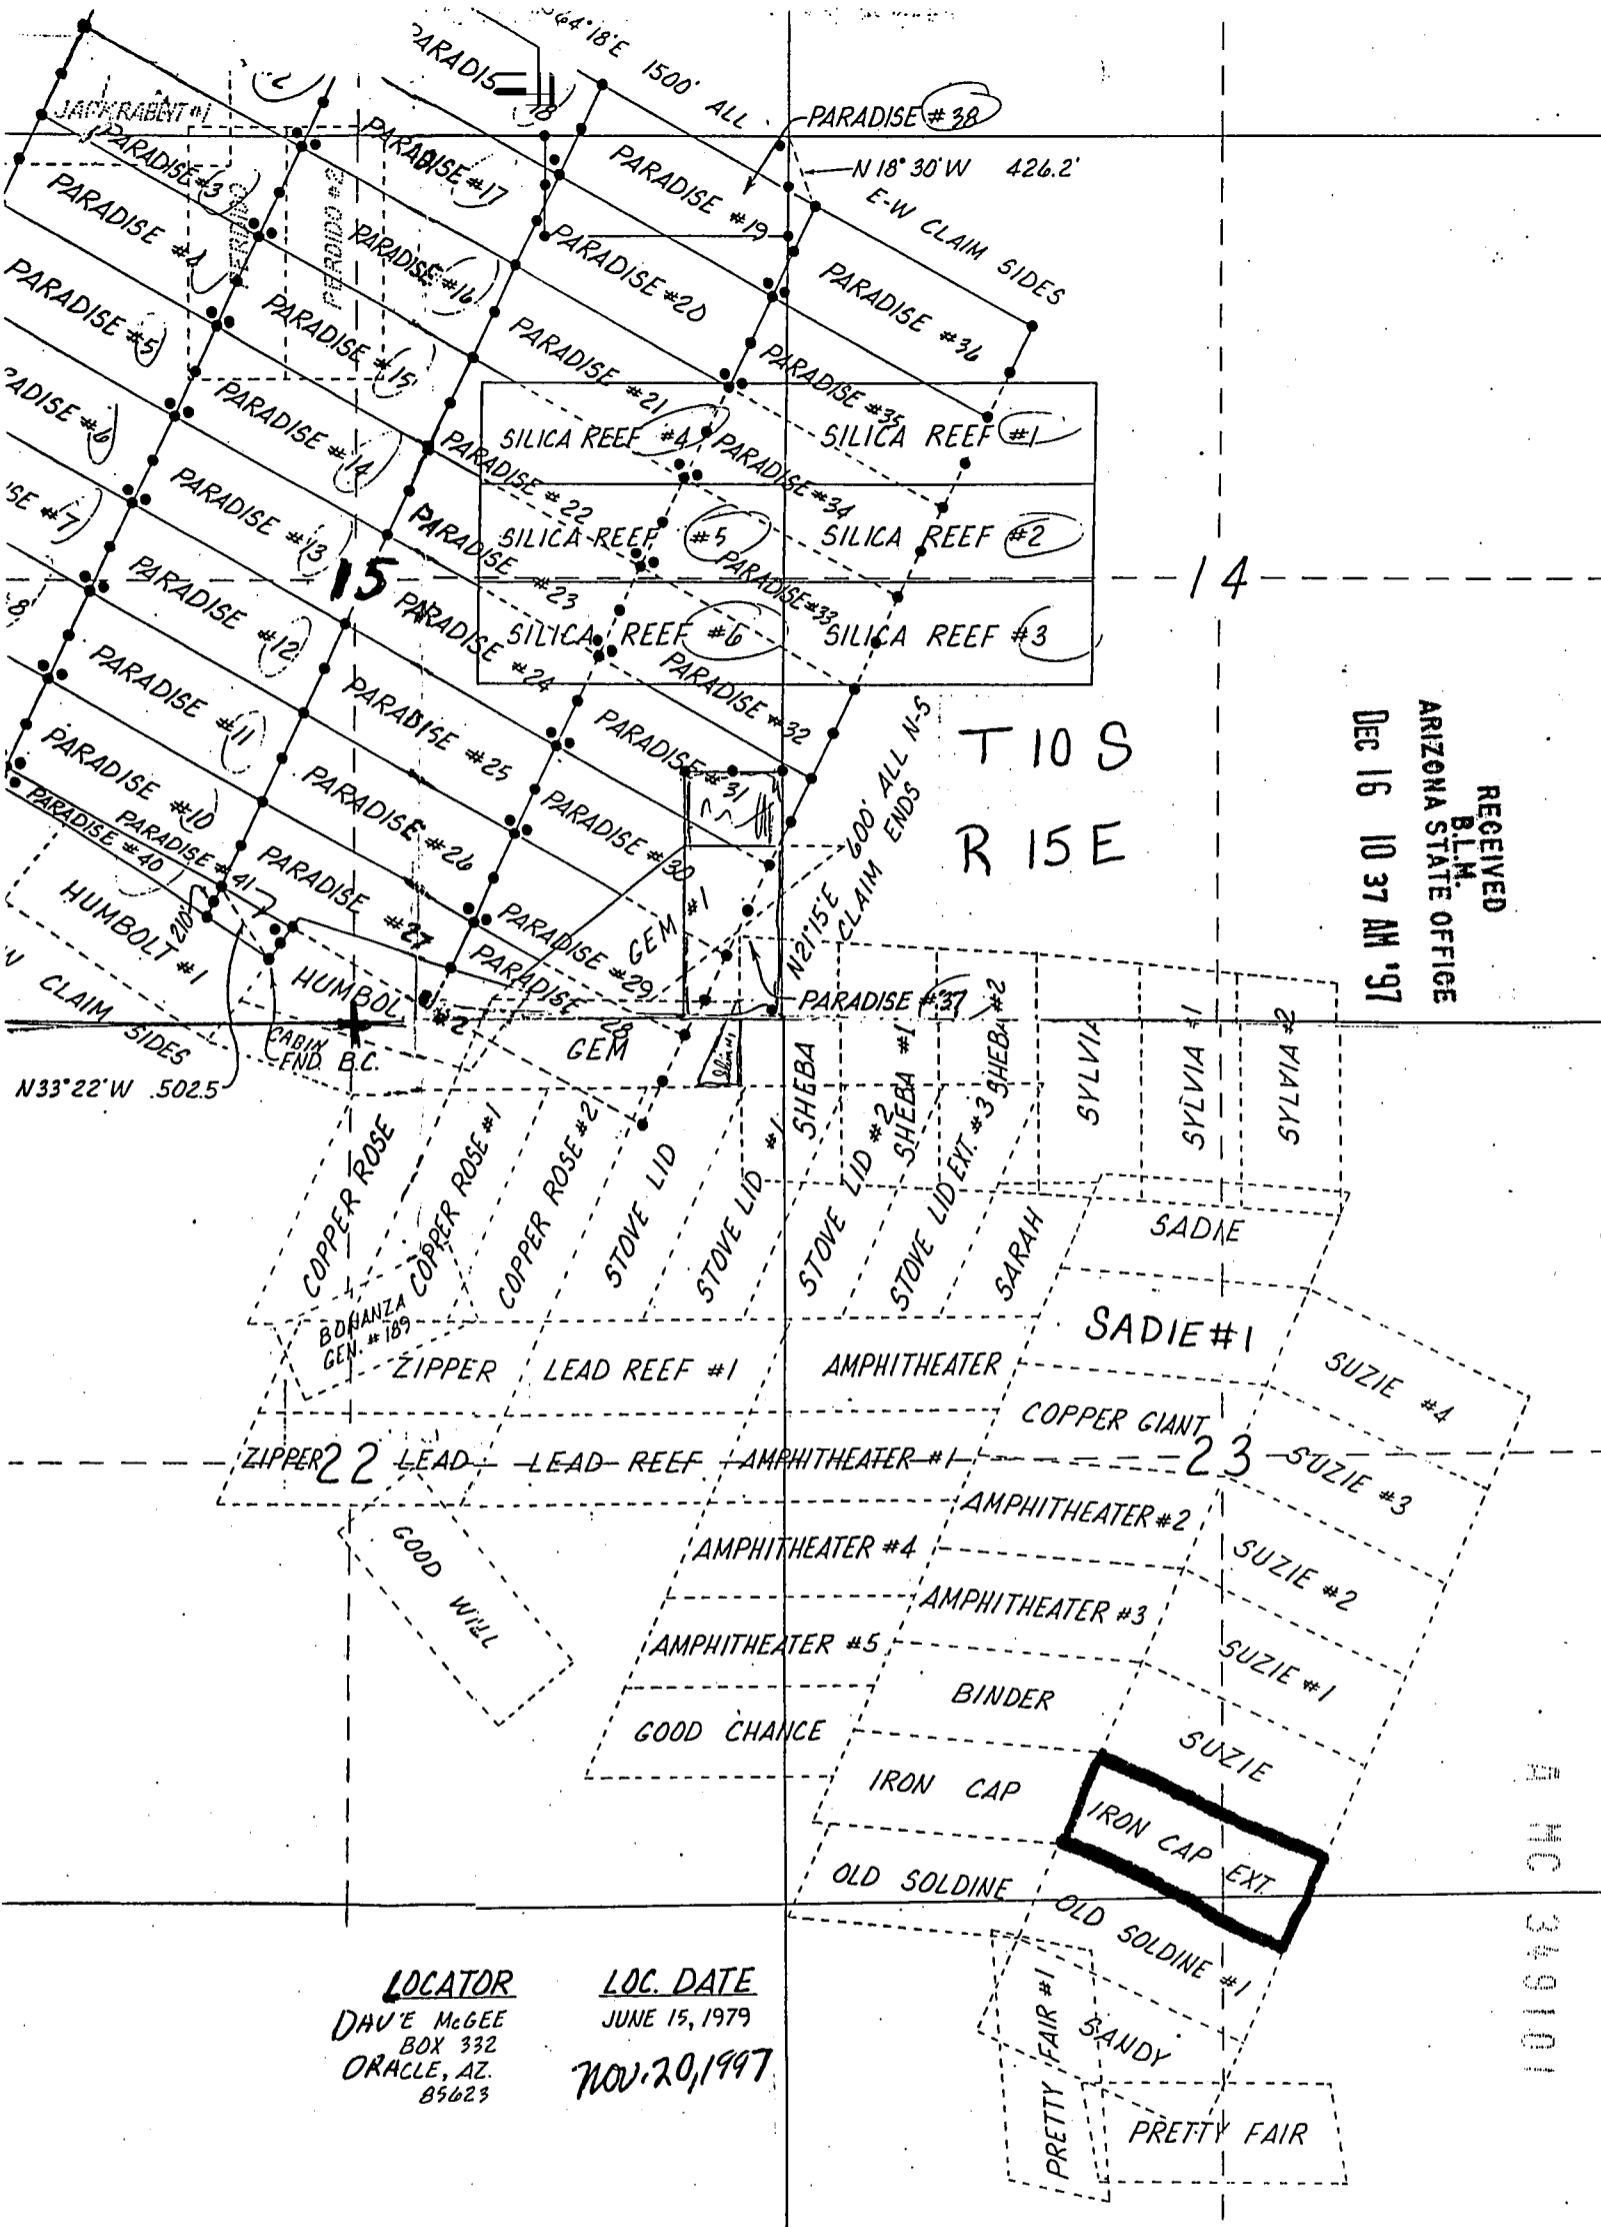 64°18'E 1500' ALL
E-W CLAIM SIDES
PARADISE #38
N 18° 30' W 426.2'
JACKRABBIT #1
PARADISE #3
PARADISE #4
PARADISE #5
PARADISE #17
PARADISE #16
PARADISE #15
PARADISE #14
PARADISE #13
PARADISE #12
PARADISE #11
PARADISE #10
PARADISE #40
PARADISE #41
PERDIDO #2
PARADISE #19
PARADISE #20
PARADISE #21
PARADISE #22
PARADISE #23
PARADISE #24
PARADISE #25
PARADISE #26
PARADISE #27
PARADISE 28
PARADISE #29
PARADISE #30
PARADISE #31
PARADISE #32
PARADISE #33
PARADISE #34
PARADISE #35
PARADISE #36
PARADISE #37
SILICA REEF #4
SILICA REEF #1
SILICA REEF #5
SILICA REEF #2
SILICA REEF #6
SILICA REEF #3
15
14
T 10 S
R 15 E
RECEIVED
B.L.M.
ARIZONA STATE OFFICE
DEC 16 10 37 AM '97
N21°15'E 600' ALL N-S
CLAIM ENDS
HUMBOLT #1
210'
HUMBOL #2
CLAIM SIDES
CABIN
END. B.C.
N33°22'W .502.5
GEM #1
GEM
COPPER ROSE
COPPER ROSE #1
COPPER ROSE #2
STOVE LID
STOVE LID #1
STOVE LID #2
STOVE LID EXT. #3
SHEBA
SHEBA #1
SHEBA #2
SYLVIA
SYLVIA #1
SYLVIA #2
SARAH
SADIE
SADIE #1
BONANZA
GEN. #189
ZIPPER
LEAD REEF #1
AMPHITHEATER
COPPER GIANT
SUZIE #4
ZIPPER LEAD
22
LEAD REEF
AMPHITHEATER #1
23
SUZIE #3
GOOD WILL
AMPHITHEATER #4
AMPHITHEATER #2
SUZIE #2
AMPHITHEATER #5
AMPHITHEATER #3
SUZIE #1
GOOD CHANCE
BINDER
SUZIE
IRON CAP
IRON CAP EXT.
OLD SOLDINE
OLD SOLDINE #1
SANDY
PRETTY FAIR #1
PRETTY FAIR
A MC 349101
LOCATOR
DAVE McGEE
BOX 332
ORACLE, AZ.
85623
LOC. DATE
JUNE 15, 1979
NOV. 20, 1997